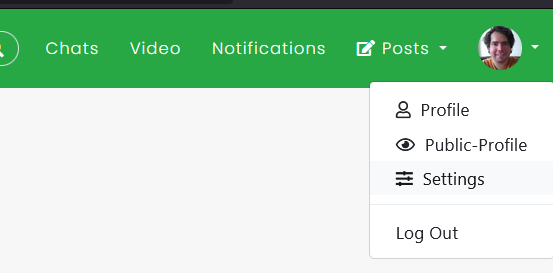 Chats Video Notifications Posts
Profile
Public-Profile
Settings
Log Out